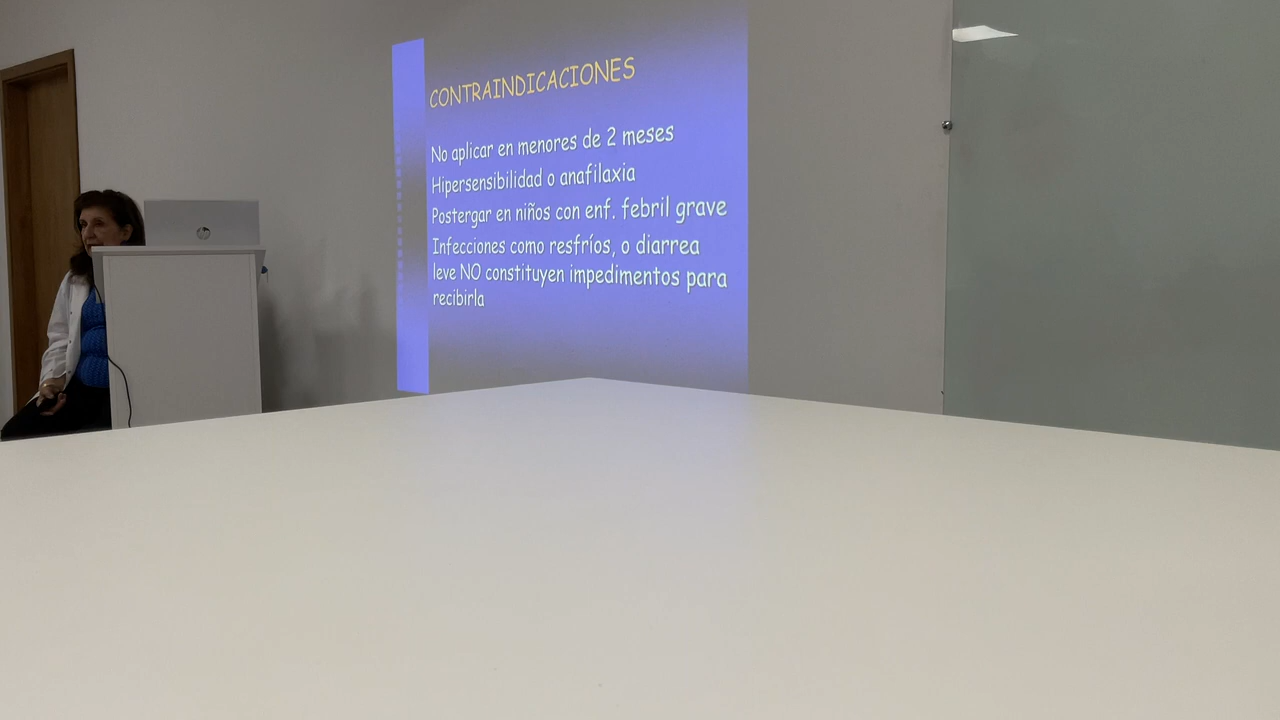 CONTRAINDICACIONES
No aplicar en menores de 2 meses
Hipersensibilidad o anafilaxia
Postergar en niños con enf. febril grave
Infecciones como resfríos, o diarrea
leve NO constituyen impedimentos para
recibirla